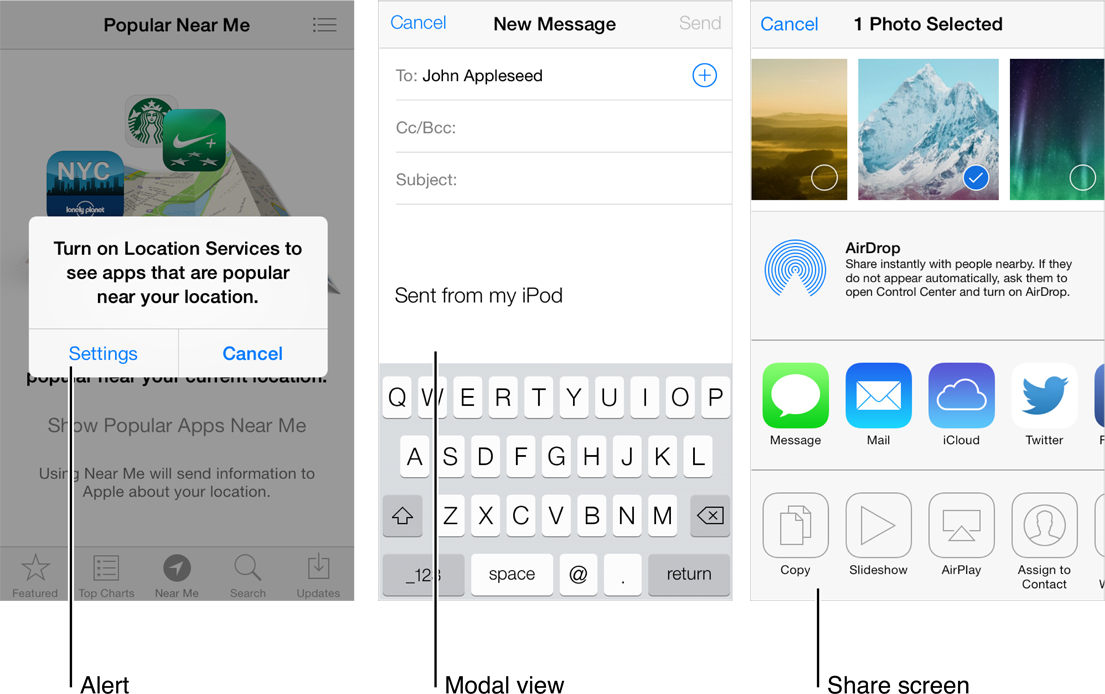 Popular Near Me
NYC
lonely planet
Turn on Location Services to
see apps that are popular
near your location.
Settings
Cancel
popular near your current location.
Show Popular Apps Near Me
Using Near Me will send information to
Apple about your location.
Featured
Top Charts
Near Me
Search
Updates
Alert
Cancel
New Message
Send
To: John Appleseed
Cc/Bcc:
Subject:
Sent from my iPod
Q W E R T Y U I O P
A S D F G H J K L
Z X C V B N M
_123
space
@
.
return
Modal view
Cancel
1 Photo Selected
AirDrop
Share instantly with people nearby. If they
do not appear automatically, ask them to
open Control Center and turn on AirDrop.
Message
Mail
iCloud
Twitter
Copy
Slideshow
AirPlay
Assign to
Contact
Share screen